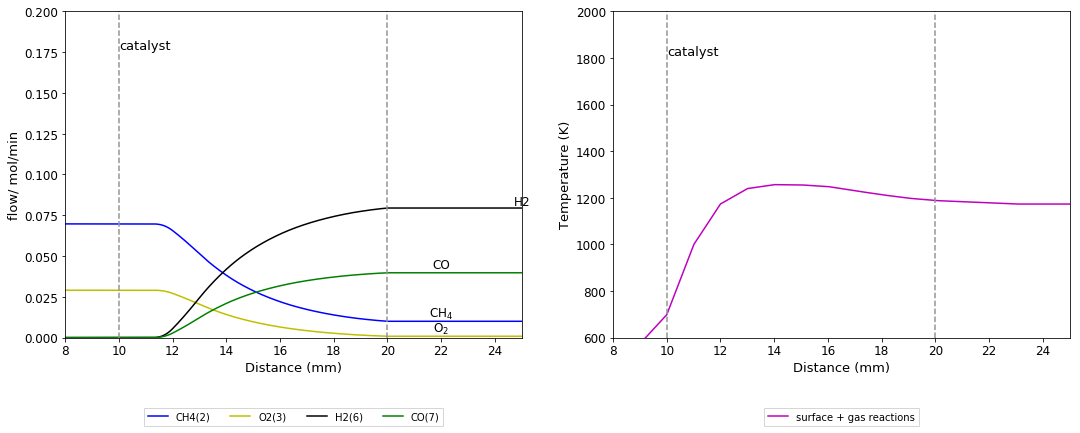 0.200
0.175
0.150
0.125
0.100
0.075
0.050
0.025
0.000
flow/ mol/min
catalyst
H2
CO
CH₄
O₂
8 10 12 14 16 18 20 22 24
Distance (mm)
CH4(2) O2(3) H2(6) CO(7)
2000
1800
1600
1400
1200
1000
800
600
Temperature (K)
catalyst
8 10 12 14 16 18 20 22 24
Distance (mm)
surface + gas reactions